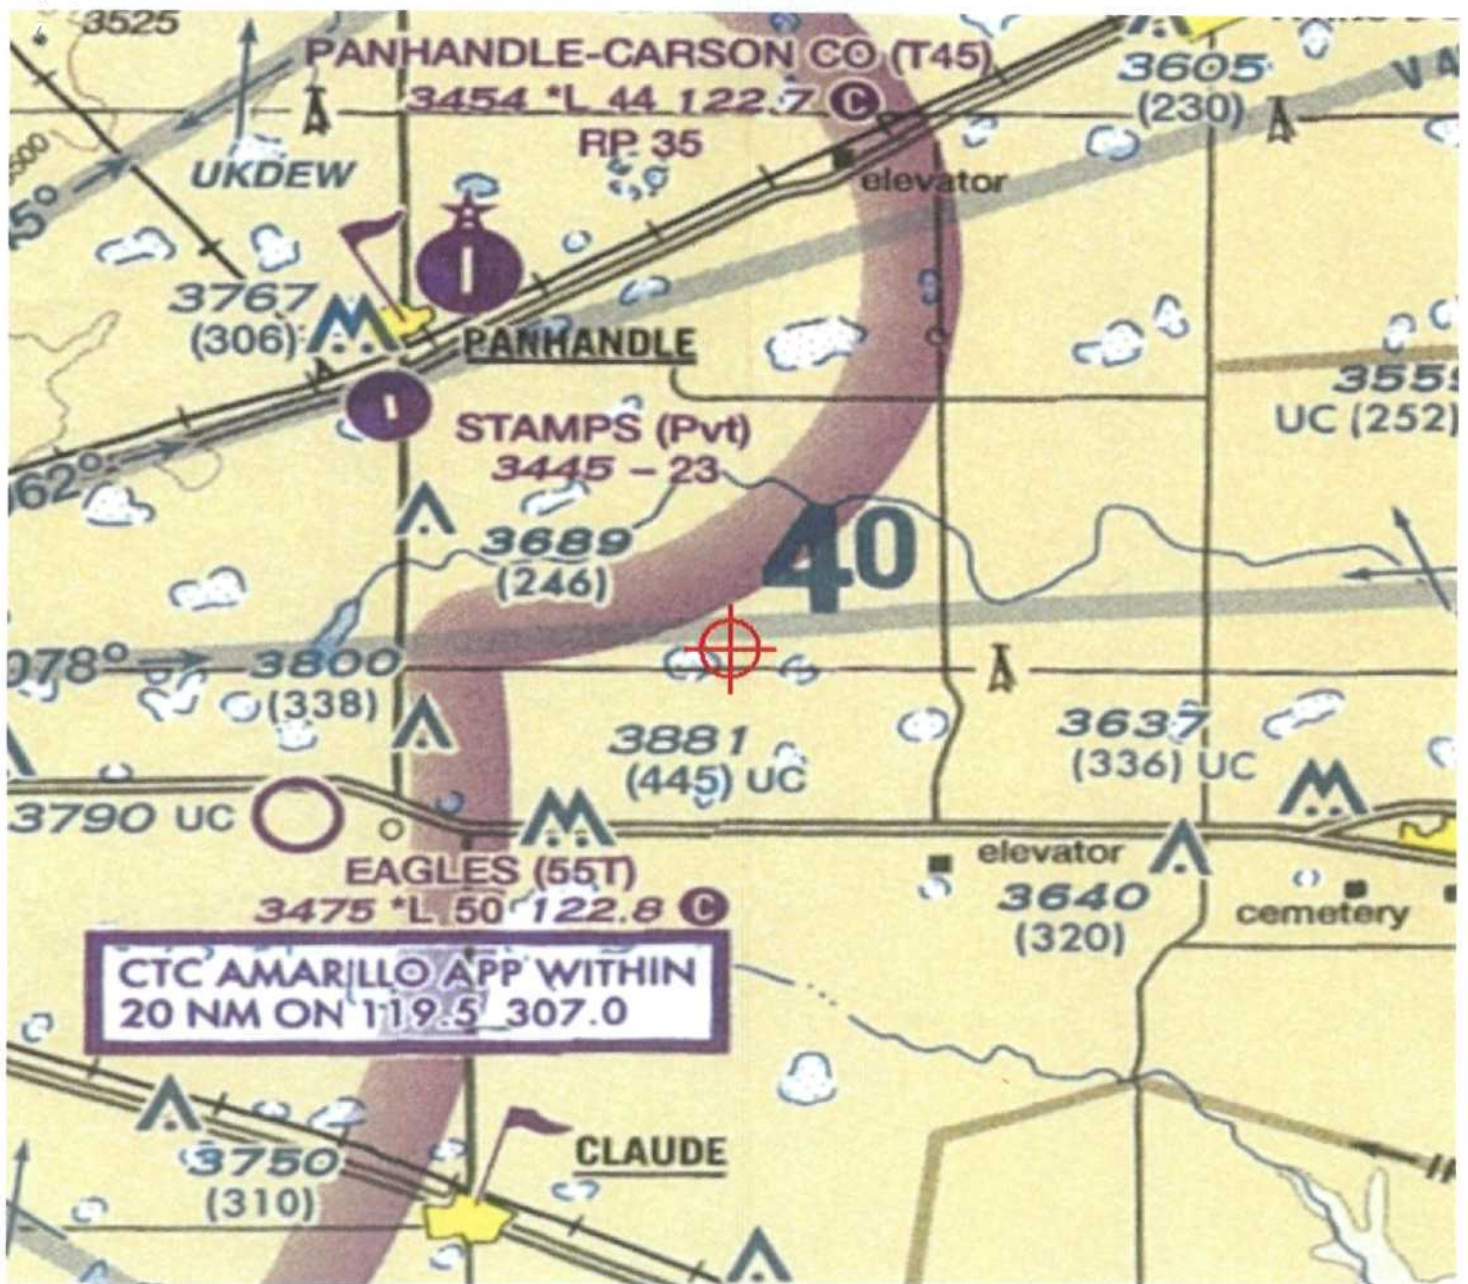 3525
PANHANDLE-CARSON CO (T45)
3454 *L 44 122.7 C
RP 35
3605
(230)
V 4
UKDEW
elevator
3767
(306)
PANHANDLE
STAMPS (Pvt)
3445 – 23
UC (252)
62°
3689
(246)
40
078°
3800
(338)
3881
(445) UC
3637
(336) UC
3790 UC
EAGLES (55T)
3475 *L 50 122.8 C
elevator
3640
(320)
cemetery
CTC AMARILLO APP WITHIN
20 NM ON 119.5 307.0
3750
(310)
CLAUDE